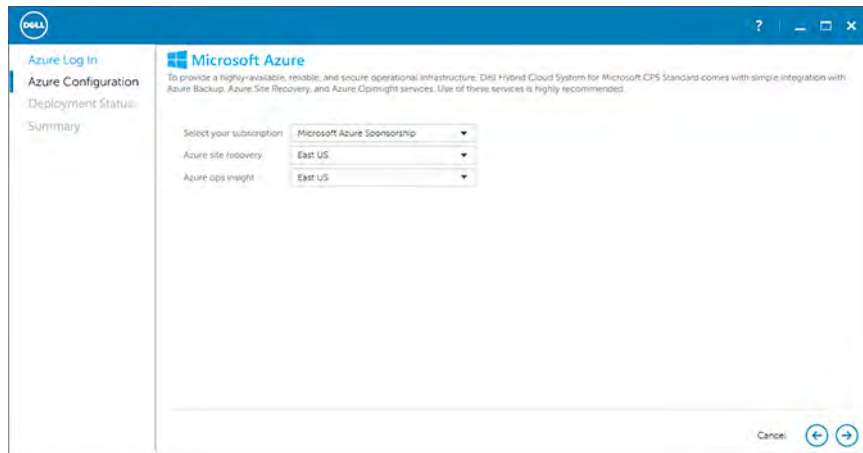 DELL
?
Azure Log In
Azure Configuration
Deployment Status
Summary
Microsoft Azure
To provide a highly-available, reliable, and secure operational infrastructure, Dell Hybrid Cloud System for Microsoft CPS Standard comes with simple integration with
Azure Backup, Azure Site Recovery, and Azure OpInsight services. Use of these services is highly recommended.
Select your subscription Microsoft Azure Sponsorship
Azure site recovery East US
Azure ops insight East US
Cancel